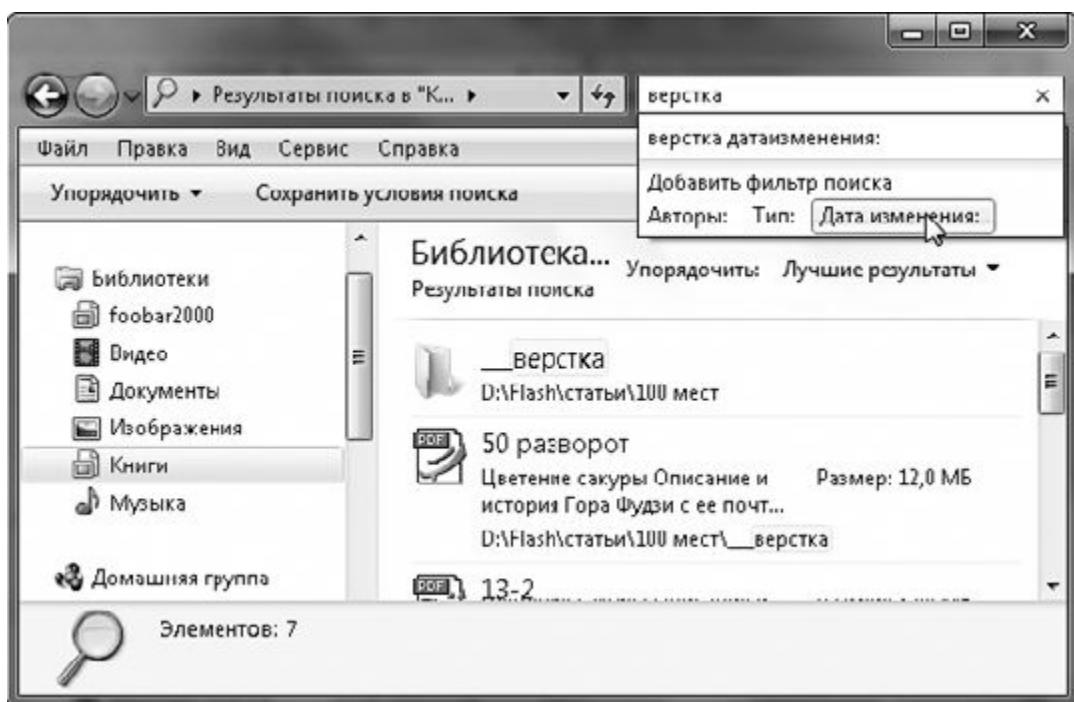 Результаты поиска в "К...
верстка
верстка датаизменения:
Добавить фильтр поиска
Авторы: Тип: Дата изменения:
Файл Правка Вид Сервис Справка
Упорядочить Сохранить условия поиска
Библиотеки
foobar2000
Видео
Документы
Изображения
Книги
Музыка
Домашняя группа
Библиотека...
Результаты поиска
Упорядочить: Лучшие результаты
__верстка
D:\Flash\статьи\100 мест
PDF
50 разворот
Цветение сакуры Описание и
история Гора Фудзи с ее почт...
Размер: 12,0 МБ
D:\Flash\статьи\100 мест\__верстка
PDF
13-2
Элементов: 7